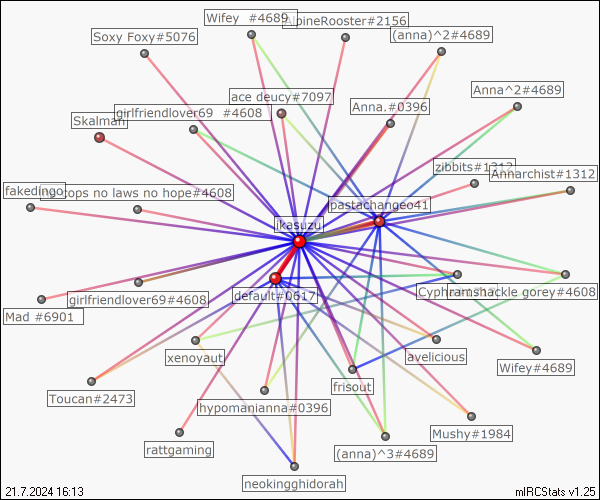 Wifey #4689
AlpineRooster#2156
Soxy Foxy#5076
(anna)^2#4689
ace deucy#7097
Anna^2#4689
girlfriendlover69 #4608
Anna.#0396
Skalman
zibbits#1312
Annarchist#1312
fakedingo
no cops no laws no hope#4608
pastachangeo41
ikasuzu
default#0617
girlfriendlover69#4608
ramshackle gorey#4608
Mad #6901
xenoyaut
avelicious
Wifey#4689
frisout
Toucan#2473
hypomanianna#0396
Mushy#1984
rattgaming
(anna)^3#4689
neokingghidorah
21.7.2024 16:13
mIRCStats v1.25